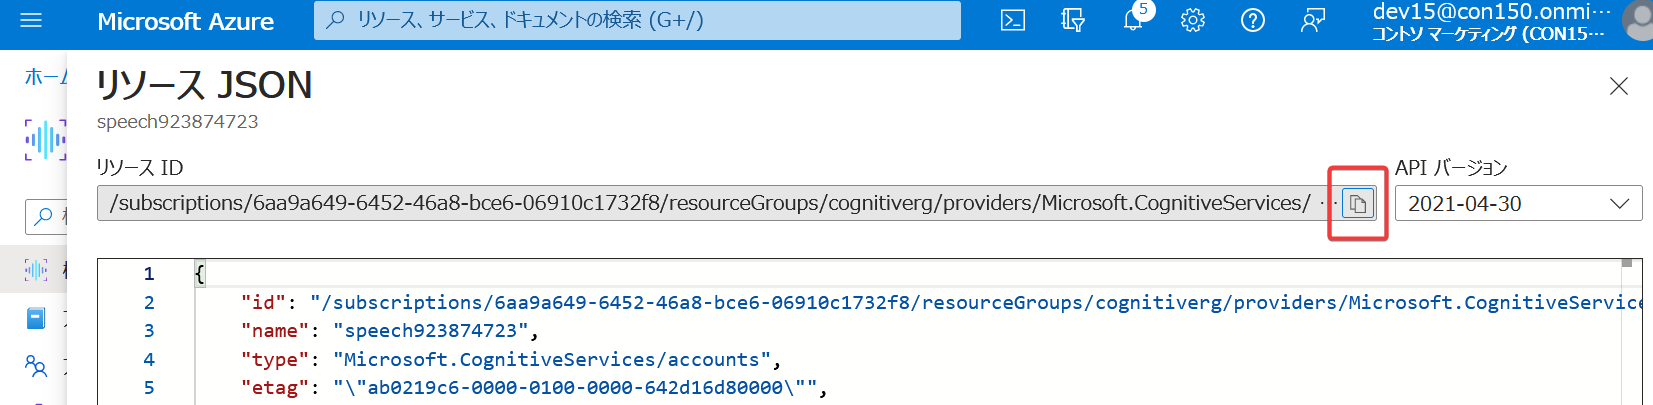 Microsoft Azure
リソース、サービス、ドキュメントの検索 (G+/)
5
dev15@con150.onmi…
コントソ マーケティング (CON15…
ホーム
リソース JSON
speech923874723
リソース ID
API バージョン
/subscriptions/6aa9a649-6452-46a8-bce6-06910c1732f8/resourceGroups/cognitiverg/providers/Microsoft.CognitiveServices/ …
2021-04-30
1 {
2 "id": "/subscriptions/6aa9a649-6452-46a8-bce6-06910c1732f8/resourceGroups/cognitiverg/providers/Microsoft.CognitiveService
3 "name": "speech923874723",
4 "type": "Microsoft.CognitiveServices/accounts",
5 "etag": "\"ab0219c6-0000-0100-0000-642d16d80000\"",